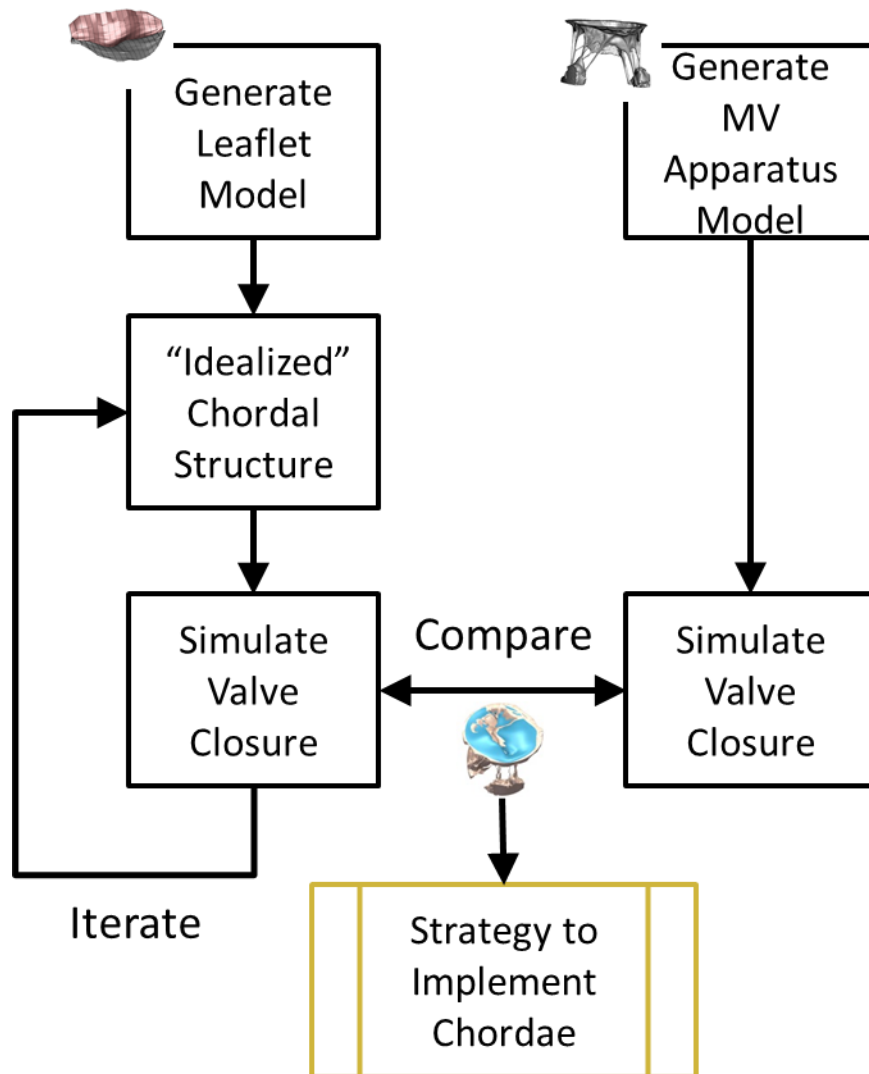 Generate
Leaflet
Model
Generate
MV
Apparatus
Model
“Idealized”
Chordal
Structure
Simulate
Valve
Closure
Compare
Simulate
Valve
Closure
Iterate
Strategy to
Implement
Chordae